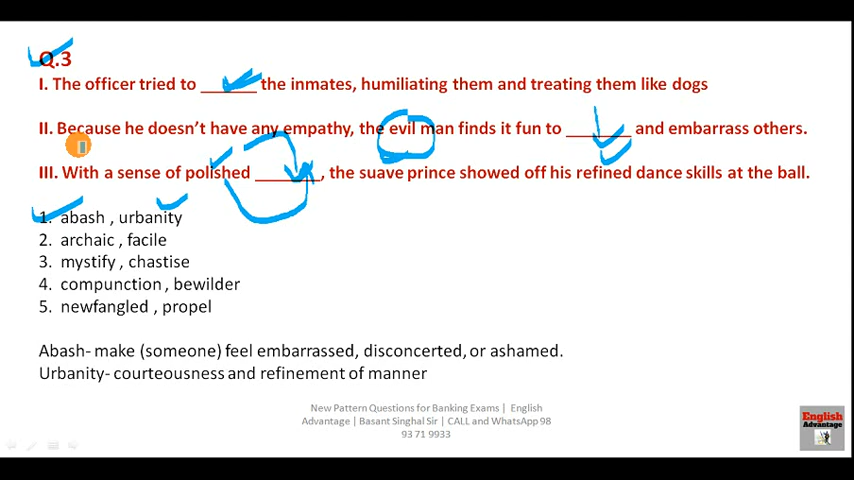 Q.3
I. The officer tried to ______ the inmates, humiliating them and treating them like dogs
II. Because he doesn't have any empathy, the evil man finds it fun to _______ and embarrass others.
III. With a sense of polished _______, the suave prince showed off his refined dance skills at the ball.
1. abash , urbanity
2. archaic , facile
3. mystify , chastise
4. compunction , bewilder
5. newfangled , propel
Abash- make (someone) feel embarrassed, disconcerted, or ashamed.
Urbanity- courteousness and refinement of manner
New Pattern Questions for Banking Exams | English
Advantage | Basant Singhal Sir | CALL and WhatsApp 98
93 71 9933
English
Advantage